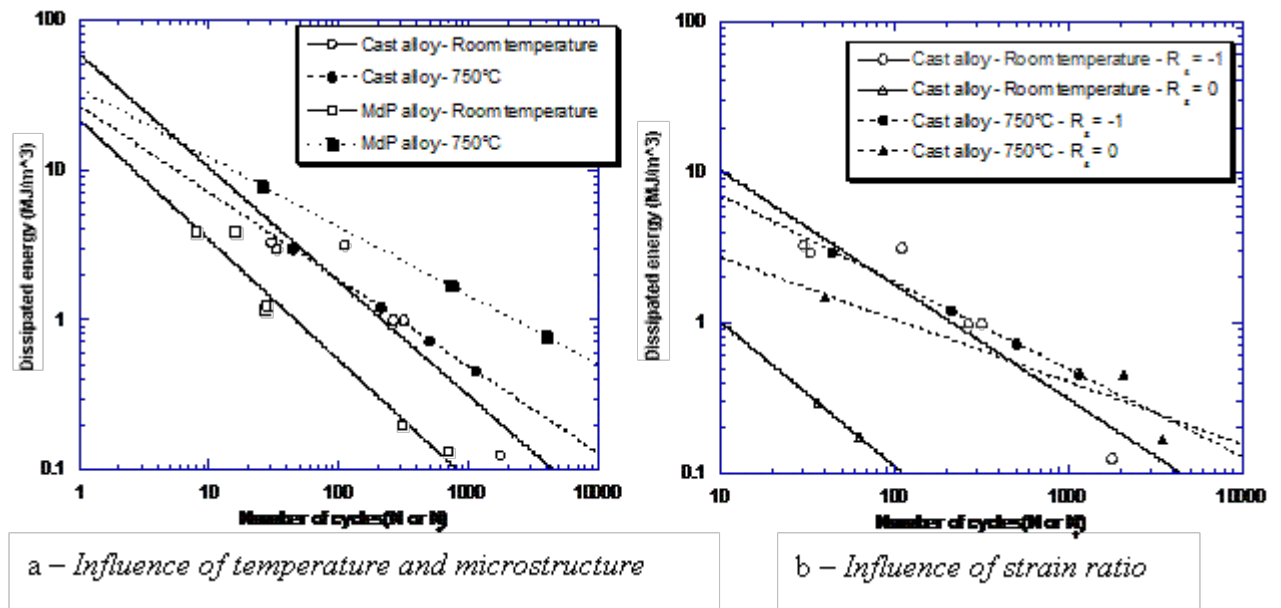 100
10
1
0.1
Dissipated energy (MJ/m^3)
Cast alloy - Room temperature
Cast alloy - 750°C
MdP alloy - Room temperature
MdP alloy - 750°C
1 10 100 1000 10000
Number of cycles (N or N
a – Influence of temperature and microstructure
100
10
1
0.1
Dissipated energy (MJ/m^3)
Cast alloy - Room temperature - R = -1
Cast alloy - Room temperature - R = 0
Cast alloy - 750°C - R = -1
Cast alloy - 750°C - R = 0
10 100 1000 10000
Number of cycles (N or N
b – Influence of strain ratio